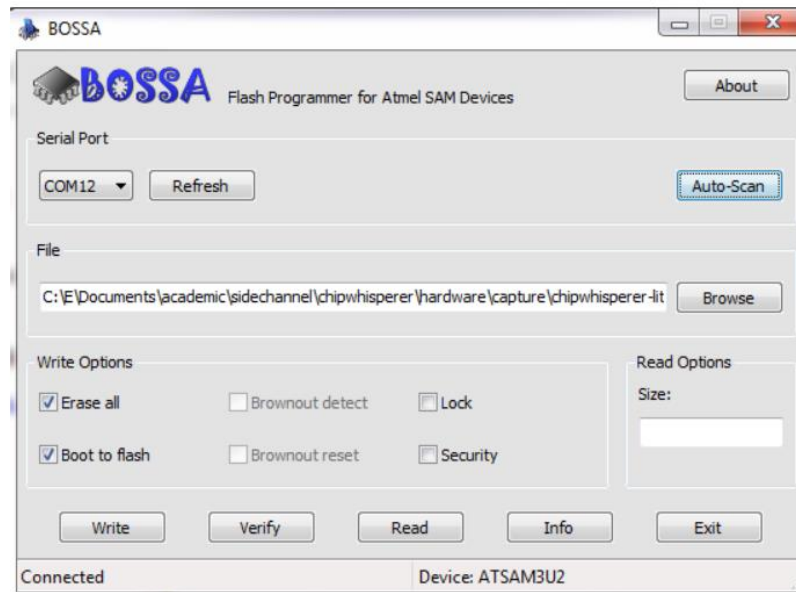 BOSSA
BOSSA Flash Programmer for Atmel SAM Devices About
Serial Port
COM12 Refresh Auto-Scan
File
C:\E\Documents\academic\sidechannel\chipwhisperer\hardware\capture\chipwhisperer-lit Browse
Write Options Read Options
Erase all Brownout detect Lock Size:
Boot to flash Brownout reset Security
Write Verify Read Info Exit
Connected Device: ATSAM3U2